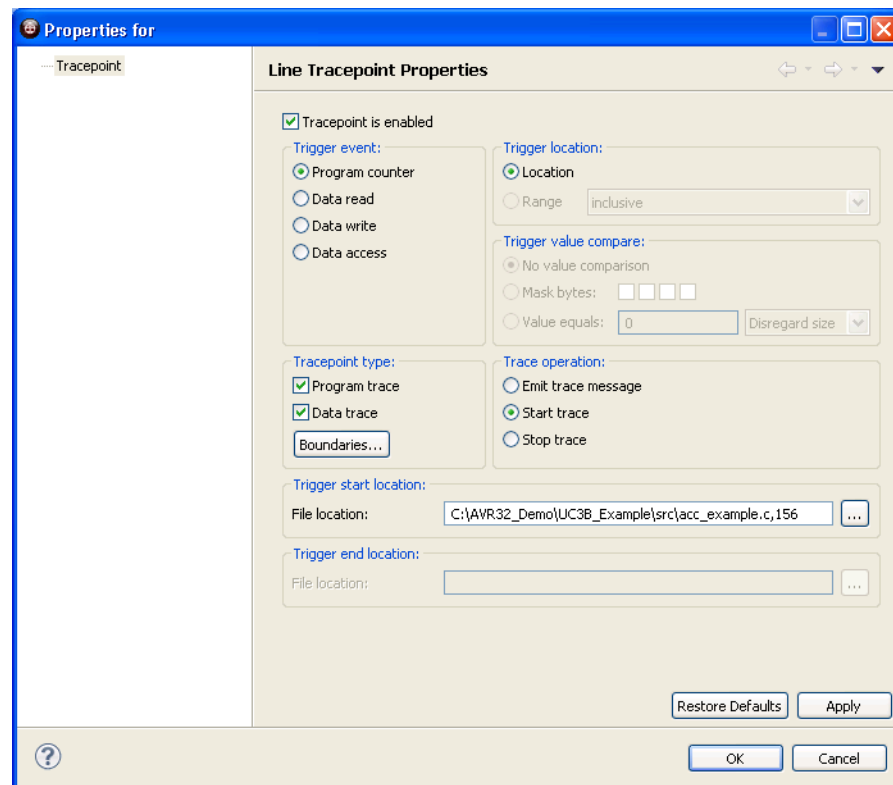 Properties for
Tracepoint
Line Tracepoint Properties
Tracepoint is enabled
Trigger event:
Program counter
Data read
Data write
Data access
Trigger location:
Location
Range inclusive
Trigger value compare:
No value comparison
Mask bytes:
Value equals: 0 Disregard size
Tracepoint type:
Program trace
Data trace
Boundaries...
Trace operation:
Emit trace message
Start trace
Stop trace
Trigger start location:
File location: C:\AVR32_Demo\UC3B_Example\src\acc_example.c,156 ...
Trigger end location:
File location: ...
Restore Defaults Apply
? OK Cancel